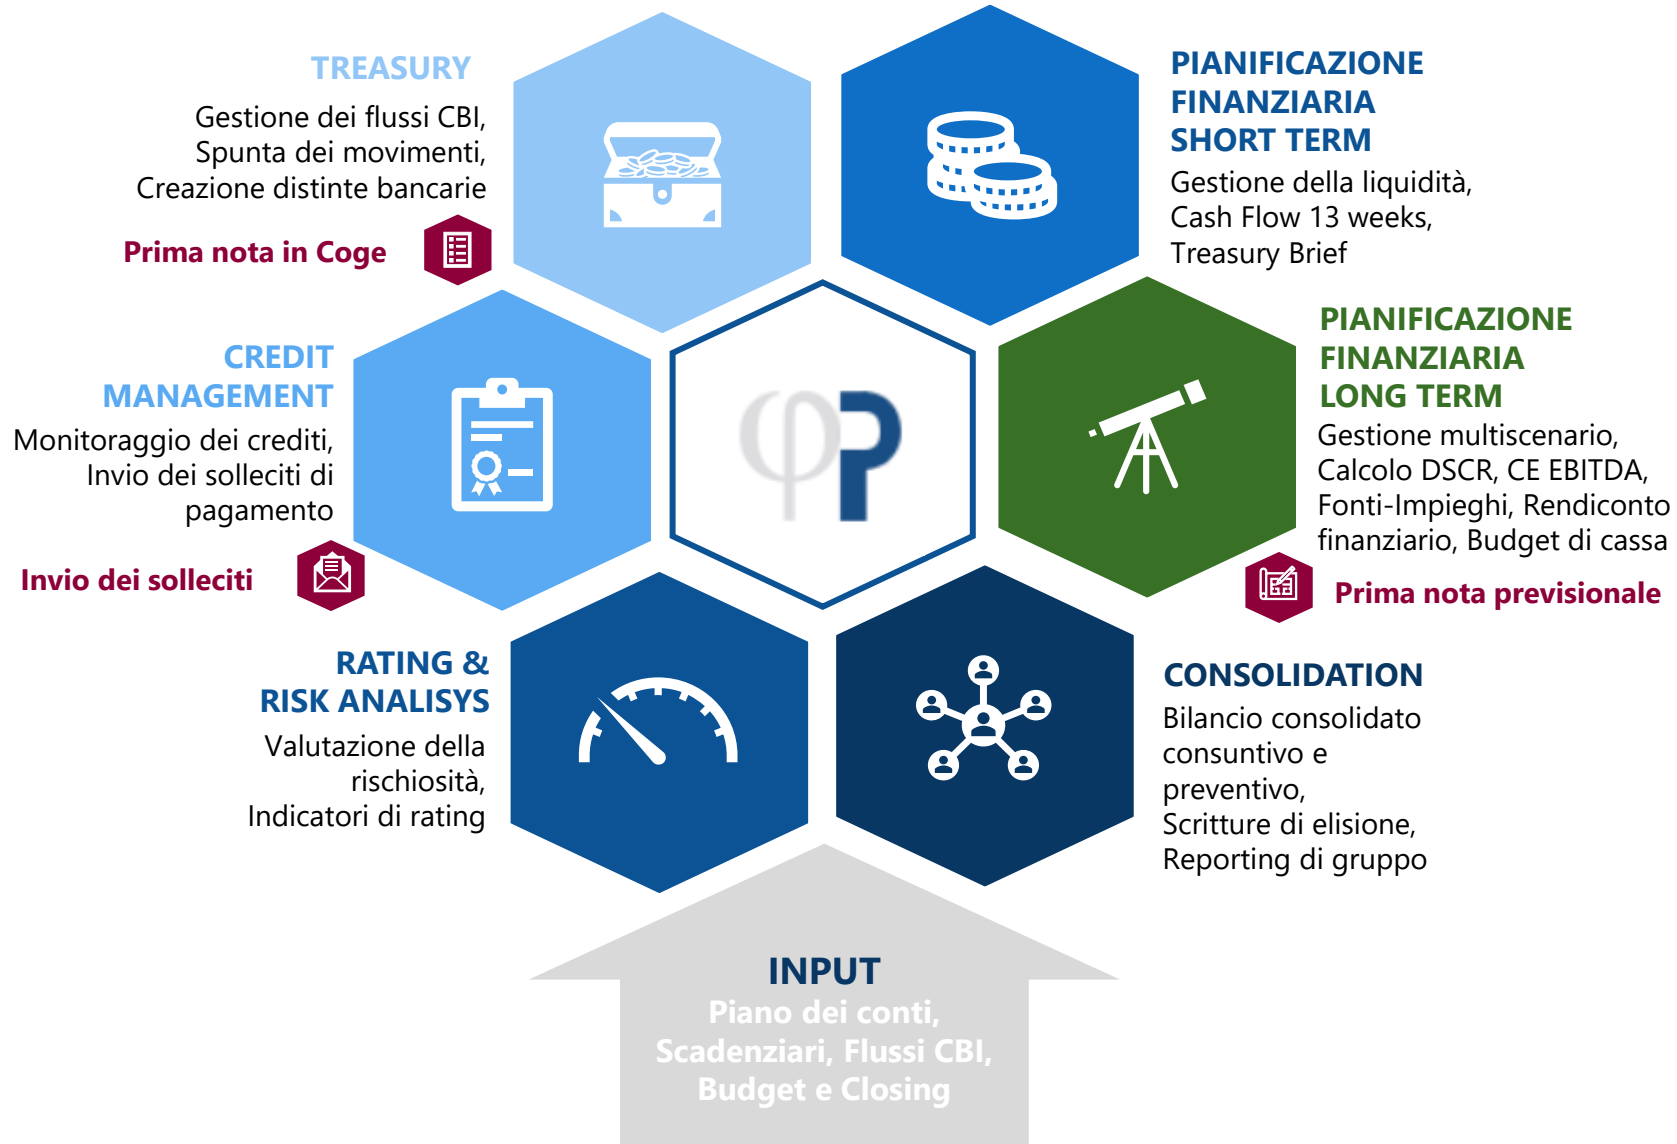 TREASURY
Gestione dei flussi CBI,
Spunta dei movimenti,
Creazione distinte bancarie
Prima nota in Coge
PIANIFICAZIONE
FINANZIARIA
SHORT TERM
Gestione della liquidità,
Cash Flow 13 weeks,
Treasury Brief
CREDIT
MANAGEMENT
Monitoraggio dei crediti,
Invio dei solleciti di
pagamento
Invio dei solleciti
φP
PIANIFICAZIONE
FINANZIARIA
LONG TERM
Gestione multiscenario,
Calcolo DSCR, CE EBITDA,
Fonti-Impieghi, Rendiconto
finanziario, Budget di cassa
Prima nota previsionale
RATING &
RISK ANALISYS
Valutazione della
rischiosità,
Indicatori di rating
CONSOLIDATION
Bilancio consolidato
consuntivo e
preventivo,
Scritture di elisione,
Reporting di gruppo
INPUT
Piano dei conti,
Scadenziari, Flussi CBI,
Budget e Closing